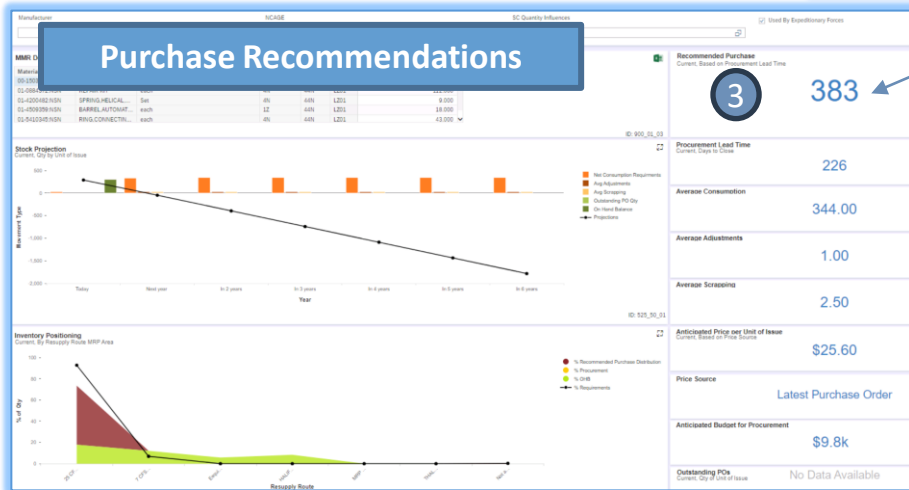 Manufacturer NCAGE SC Quantity Influences Used By Expeditionary Forces
Purchase Recommendations
MMR D
Materia
each
01-4200482:NSN SPRING,HELICAL,... Set 4N 44N LZ01 9.000
01-4509359:NSN BARREL,AUTOMAT... each 1Z 44N LZ01 16.000
01-5410345:NSN RING,CONNECTIN... each 4N 44N LZ01 43.000
ID: 900_01_03
Recommended Purchase
Current, Based on Procurement Lead Time
3
383
Stock Projection
Current, Qty by Unit of Issue
500
0
-500
-1,000
-1,500
-2,000
Movement Type
Today Next year In 2 years In 3 years In 4 years In 5 years In 6 years
Year
Net Consumption Requirments
Avg Adjustments
Avg Scrapping
Outstanding PO Qty
On Hand Balance
Projections
ID: 525_50_01
Procurement Lead Time
Current, Days to Close
226
Average Consumption
344.00
Average Adjustments
1.00
Average Scrapping
2.50
Inventory Positioning
Current, By Resupply Route MRP Area
100
80
60
40
20
0
% of Qty
Resupply Route
% Recommended Purchase Distribution
% Procurement
% OHB
% Requirements
Anticipated Price per Unit of Issue
Current, Based on Price Source
$25.60
Price Source
Latest Purchase Order
Anticipated Budget for Procurement
$9.8k
Outstanding POs
Current, Qty of Unit of Issue
No Data Available